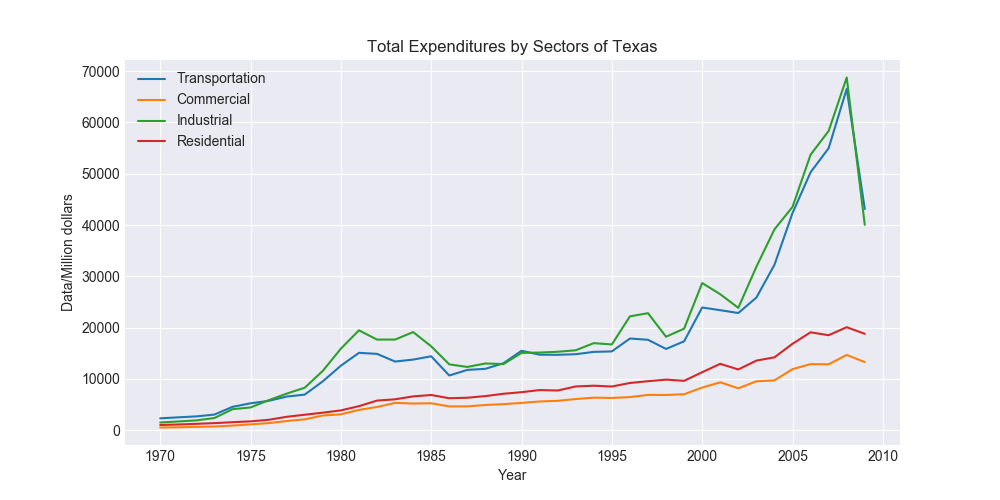 Total Expenditures by Sectors of Texas
Transportation
Commercial
Industrial
Residential
70000
60000
50000
40000
30000
20000
10000
0
Data/Million dollars
1970 1975 1980 1985 1990 1995 2000 2005 2010
Year